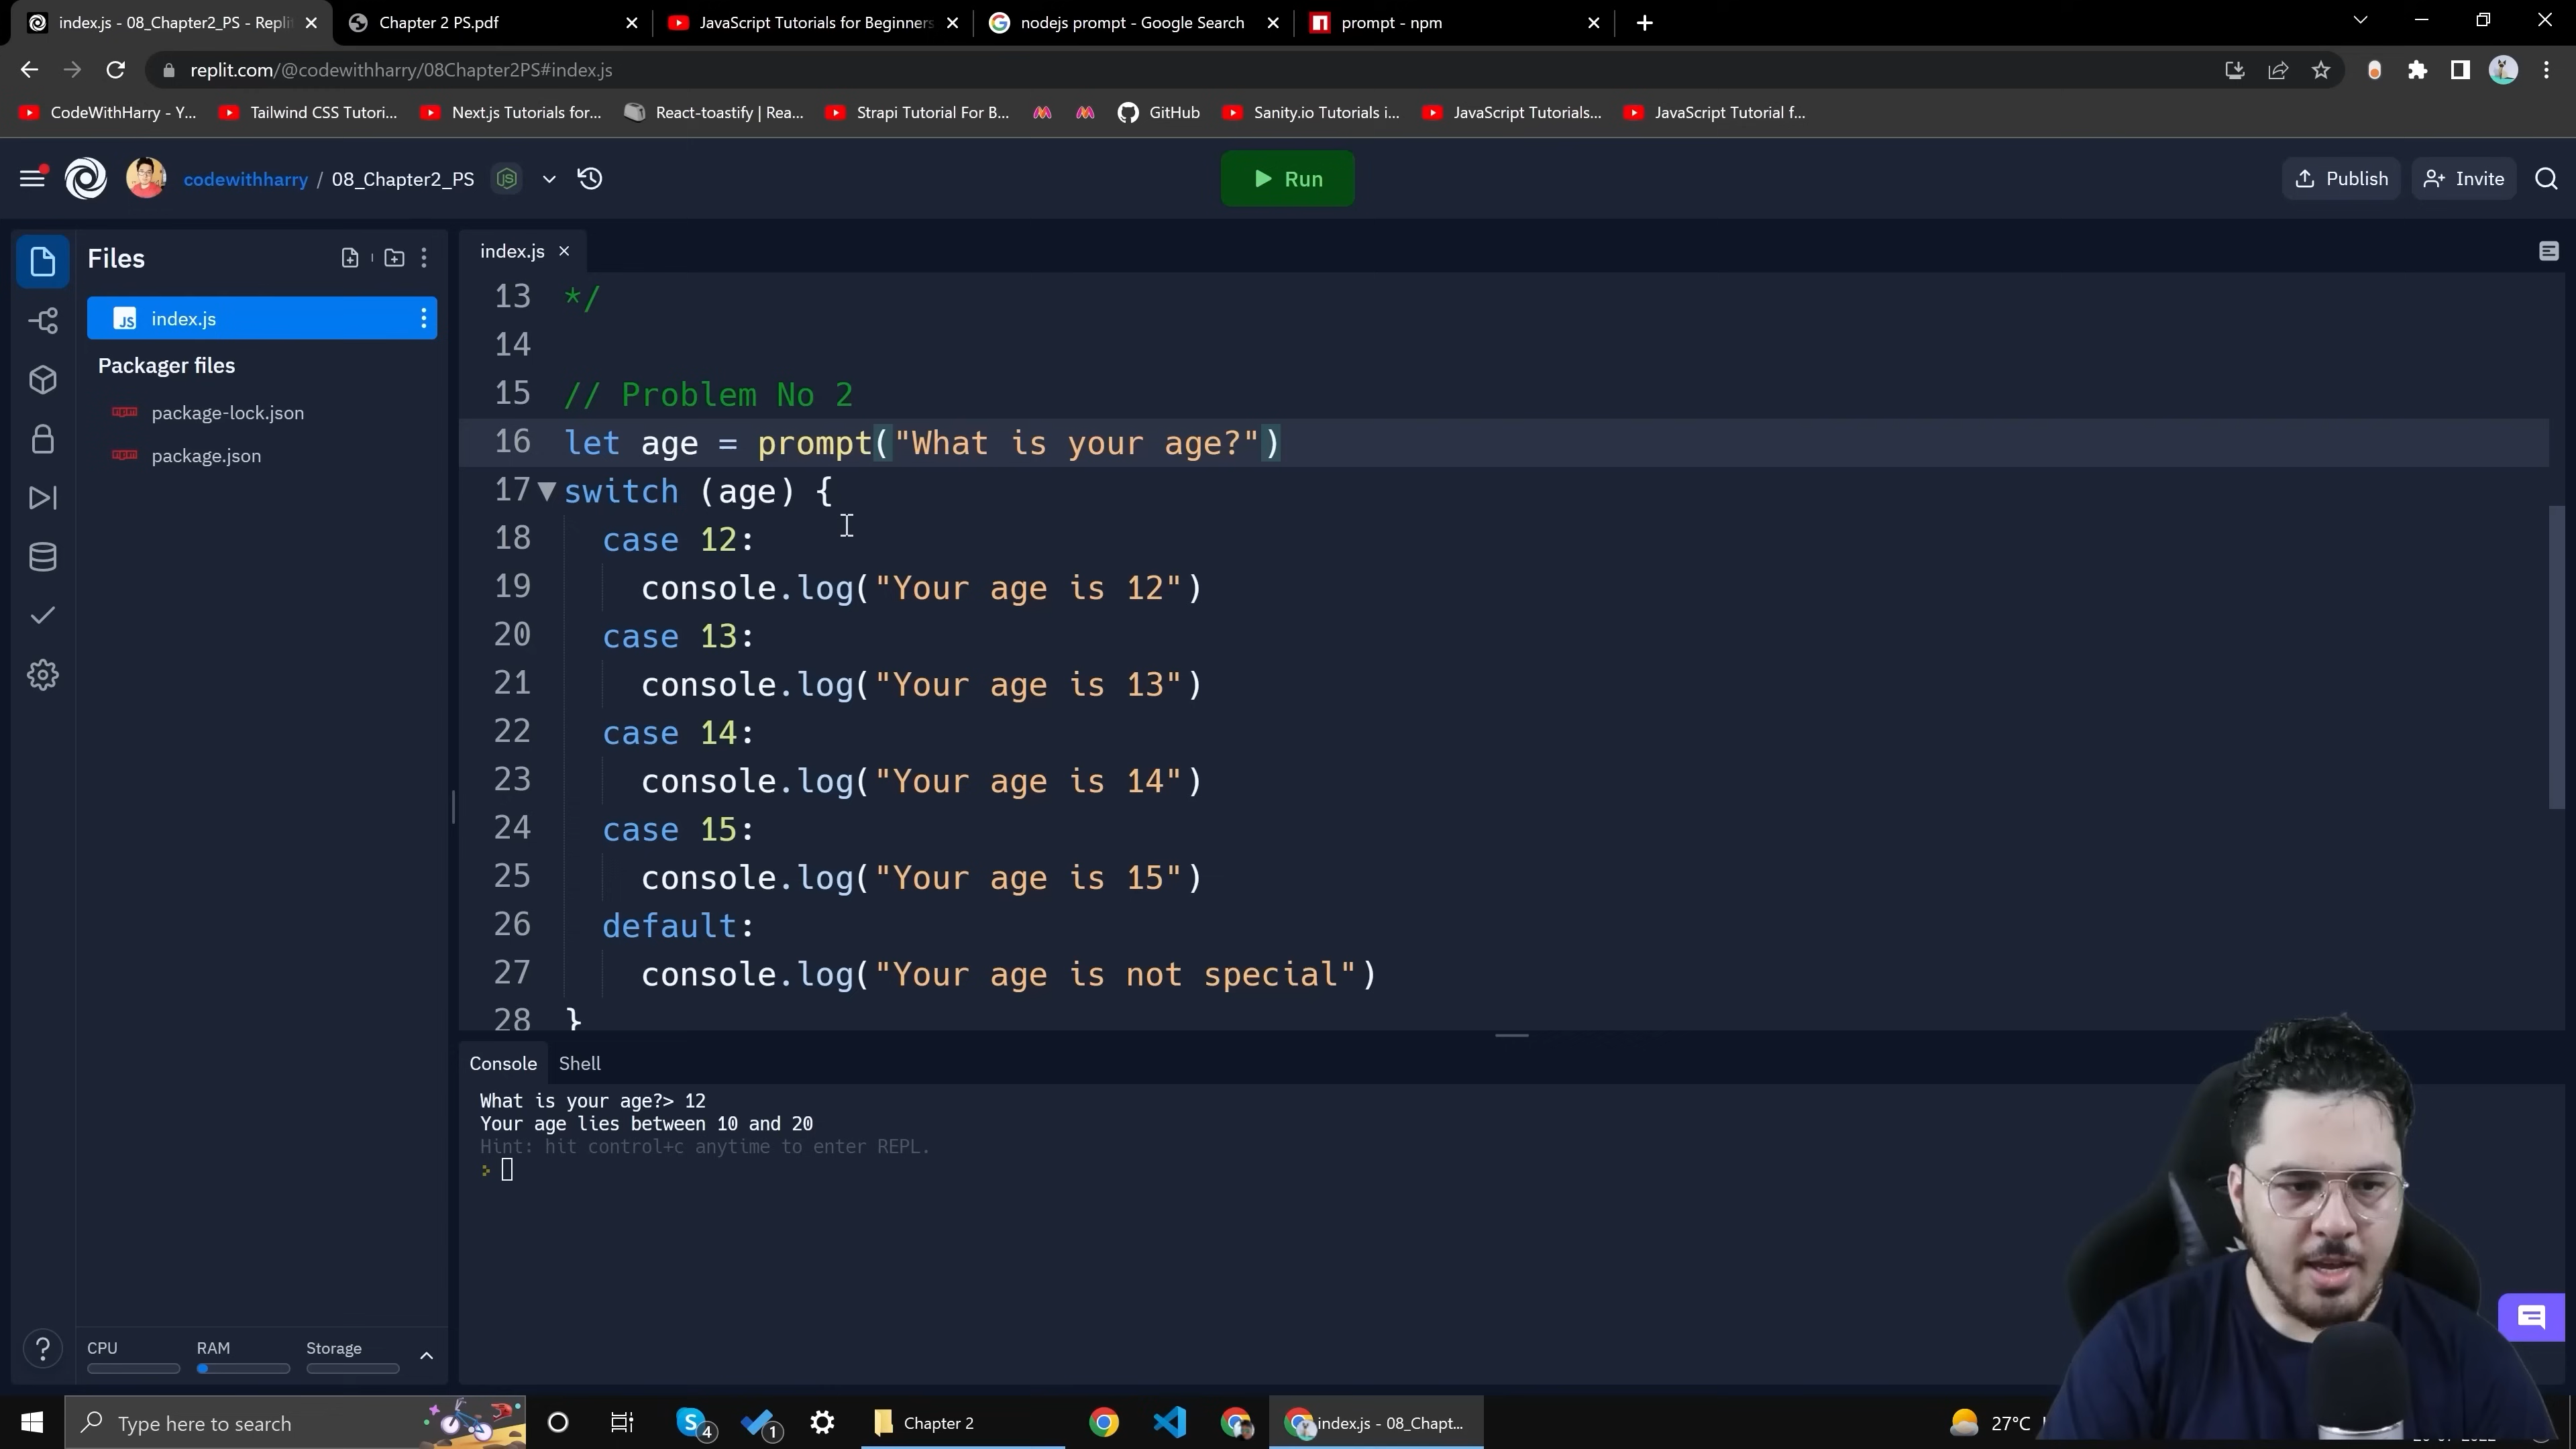 index.js - 08_Chapter2_PS - Repli
Chapter 2 PS.pdf
JavaScript Tutorials for Beginners
nodejs prompt - Google Search
prompt - npm
replit.com/@codewithharry/08Chapter2PS#index.js
CodeWithHarry - Y...
Tailwind CSS Tutori...
Next.js Tutorials for...
React-toastify | Rea...
Strapi Tutorial For B...
GitHub
Sanity.io Tutorials i...
JavaScript Tutorials...
JavaScript Tutorial f...
codewithharry / 08_Chapter2_PS
Run
Publish
Invite
Files
index.js
JS index.js
Packager files
package-lock.json
package.json
13 */
14
15 // Problem No 2
16 let age = prompt("What is your age?")
17 switch (age) {
18 case 12:
19 console.log("Your age is 12")
20 case 13:
21 console.log("Your age is 13")
22 case 14:
23 console.log("Your age is 14")
24 case 15:
25 console.log("Your age is 15")
26 default:
27 console.log("Your age is not special")
28 }
Console
Shell
What is your age?> 12
Your age lies between 10 and 20
Hint: hit control+c anytime to enter REPL.
CPU
RAM
Storage
Type here to search
4
1
Chapter 2
index.js - 08_Chapt...
27°C